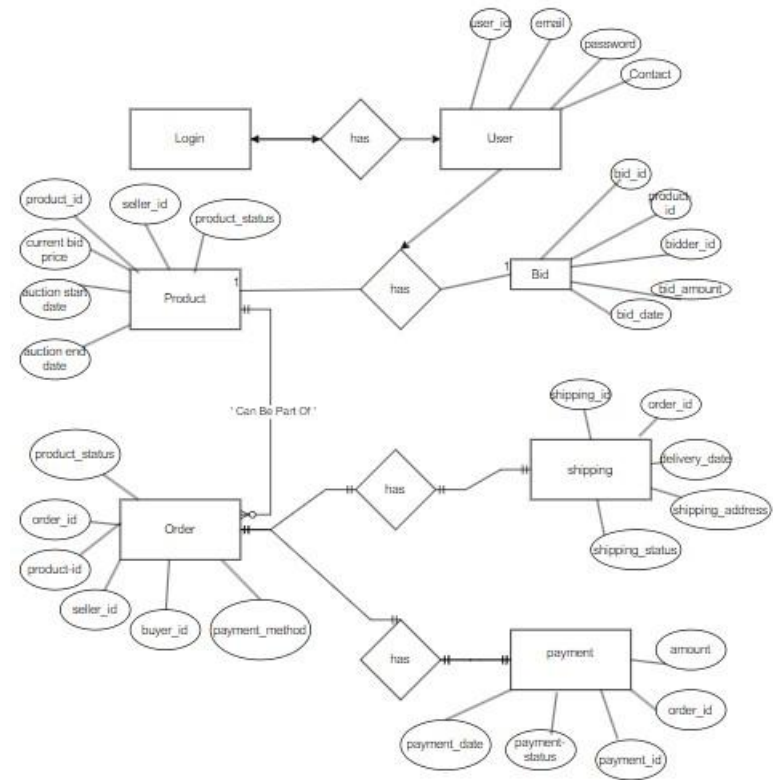 user_id
email
password
Contact
Login
has
User
product_id
seller_id
product_status
current bid
price
auction start
date
auction end
date
1
Product
has
1
Bid
bid_id
product_
id
bidder_id
bid_amount
bid_date
' Can Be Part Of '
product_status
order_id
product-id
seller_id
buyer_id
payment_method
Order
has
shipping
shipping_id
order_id
delivery_date
shipping_address
shipping_status
has
payment
amount
order_id
payment_date
payment-
status
payment_id